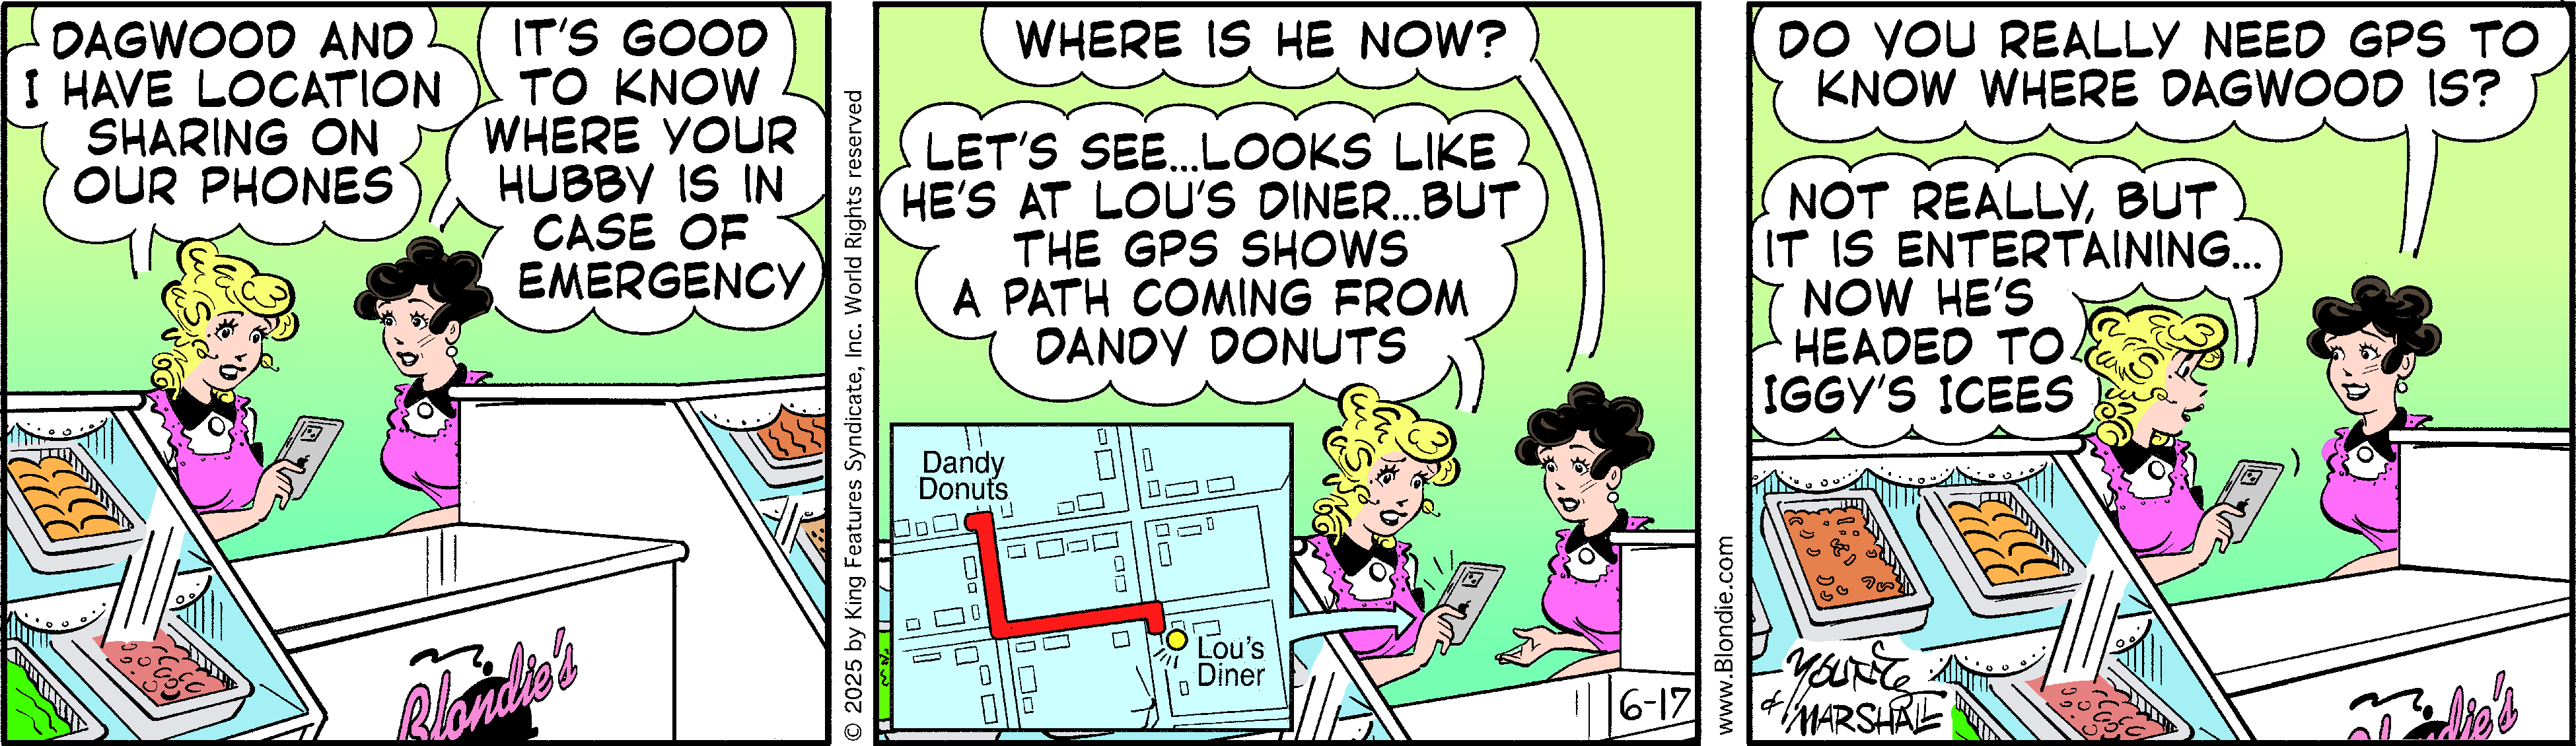 DAGWOOD AND
I HAVE LOCATION
SHARING ON
OUR PHONES
IT'S GOOD
TO KNOW
WHERE YOUR
HUBBY IS IN
CASE OF
EMERGENCY
Blondie's
© 2025 by King Features Syndicate, Inc. World Rights reserved
WHERE IS HE NOW?
LET'S SEE...LOOKS LIKE
HE'S AT LOU'S DINER...BUT
THE GPS SHOWS
A PATH COMING FROM
DANDY DONUTS
Dandy
Donuts
Lou's
Diner
6-17
www.Blondie.com
DO YOU REALLY NEED GPS TO
KNOW WHERE DAGWOOD IS?
NOT REALLY, BUT
IT IS ENTERTAINING...
NOW HE'S
HEADED TO
IGGY'S ICEES
YOUNG
& MARSHALL
Blondie's